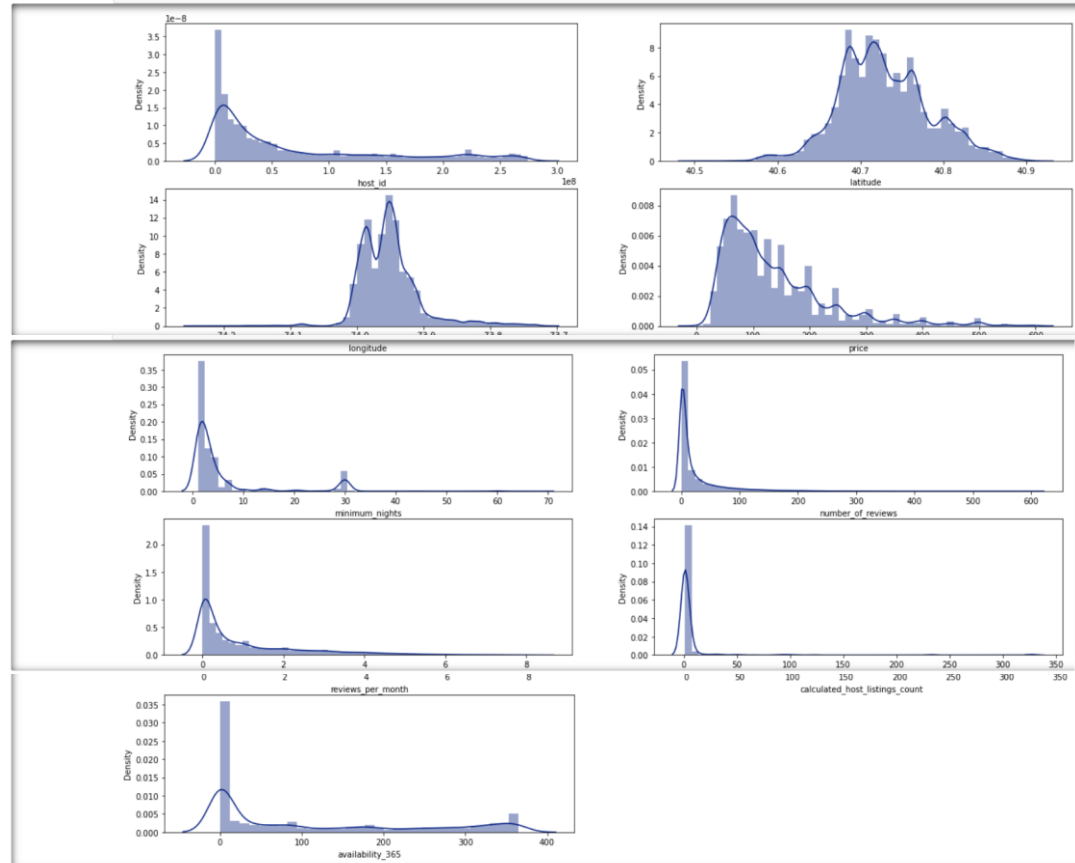 1e−8
3.5
3.0
2.5
2.0
1.5
1.0
0.5
0.0
Density
0.0 0.5 1.0 1.5 2.0 2.5 3.0
1e8
host_id
8
6
4
2
0
Density
40.5 40.6 40.7 40.8 40.9
latitude
14
12
10
8
6
4
2
0
Density
longitude
0.008
0.006
0.004
0.002
0.000
Density
price
0.35
0.30
0.25
0.20
0.15
0.10
0.05
0.00
Density
0 10 20 30 40 50 60 70
minimum_nights
0.05
0.04
0.03
0.02
0.01
0.00
Density
0 100 200 300 400 500 600
number_of_reviews
2.0
1.5
1.0
0.5
0.0
Density
0 2 4 6 8
reviews_per_month
0.14
0.12
0.10
0.08
0.06
0.04
0.02
0.00
Density
0 50 100 150 200 250 300 350
0 50 100 150 200 250 300 350
calculated_host_listings_count
0.035
0.030
0.025
0.020
0.015
0.010
0.005
0.000
Density
0 100 200 300 400
availability_365